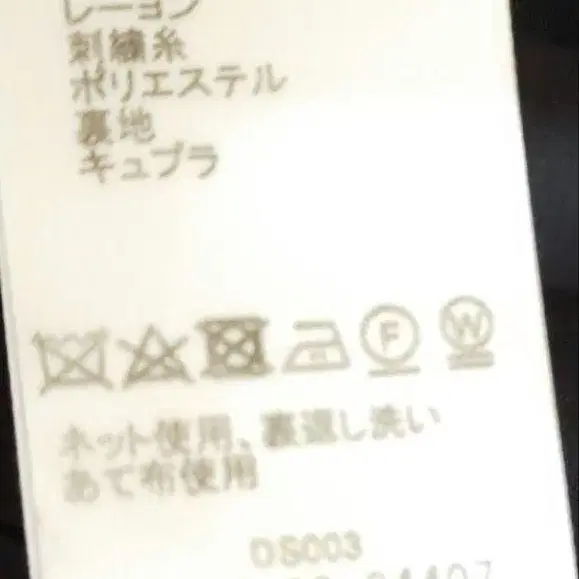 レーヨン
刺繍糸
ポリエステル
裏地
キュプラ
F W
ネット使用、裏返し洗い
あて布使用
DS003